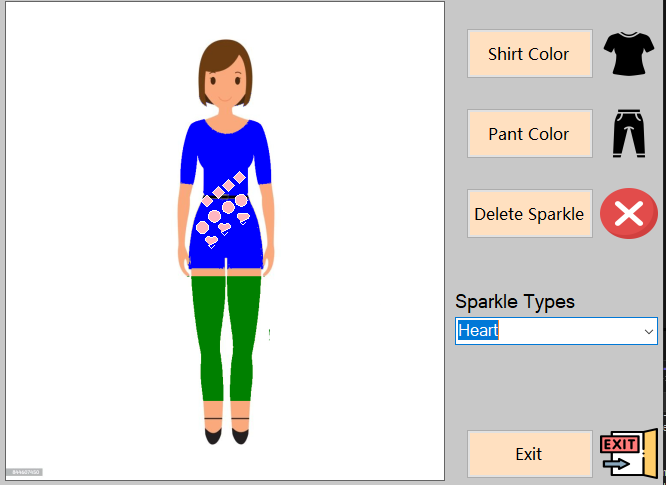 Shirt Color
Pant Color
Delete Sparkle
Sparkle Types
Heart
Exit
EXIT